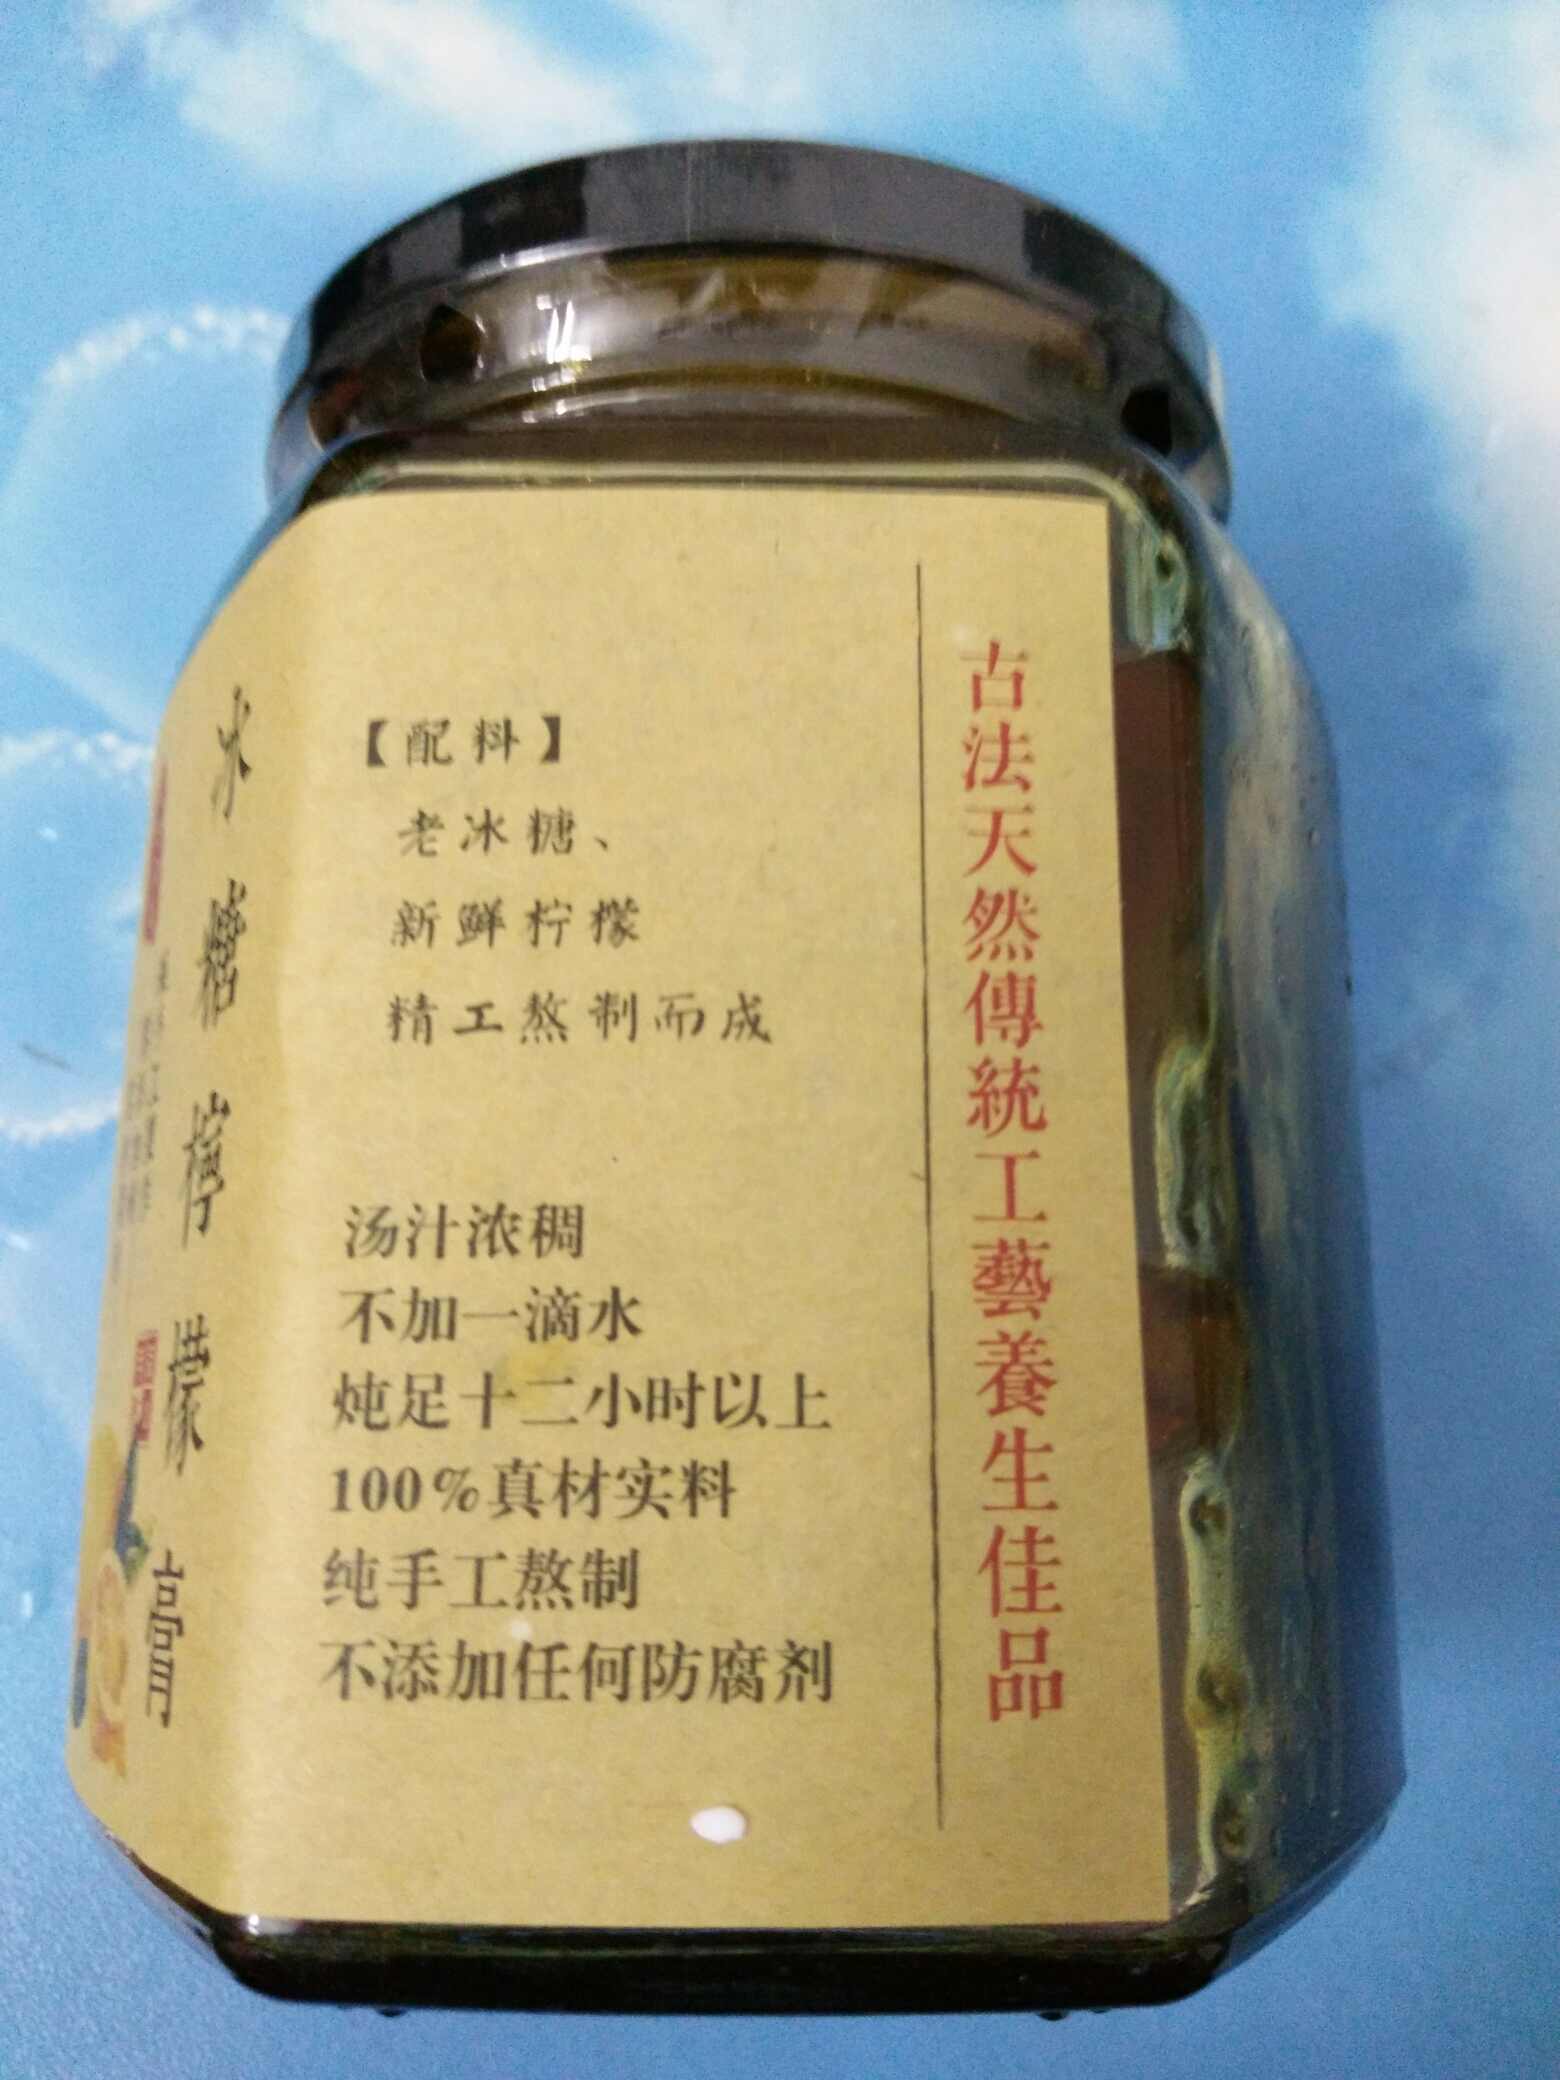 冰糖檸檬膏
【配料】
老冰糖、
新鲜柠檬
精工熬制而成
汤汁浓稠
不加一滴水
炖足十二小时以上
100%真材实料
纯手工熬制
不添加任何防腐剂
古法天然傳統工藝養生佳品